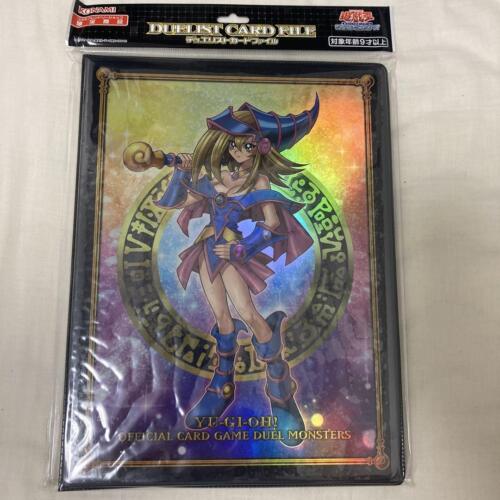 KONAMI
DUELIST CARD FILE
デュエリストカードファイル
遊戯王
対象年齢9才以上
YU-GI-OH!
OFFICIAL CARD GAME DUEL MONSTERS